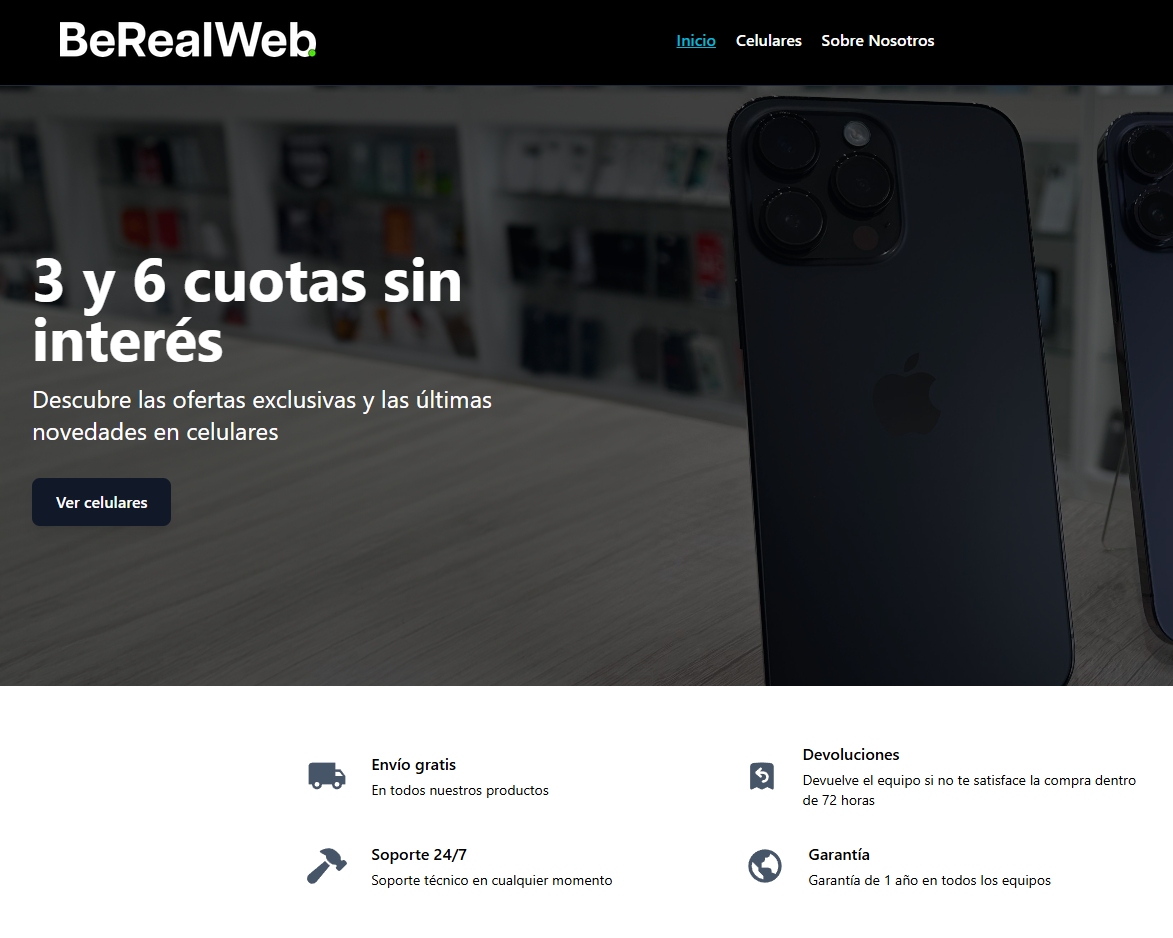 BeRealWeb.
Inicio
Celulares
Sobre Nosotros
3 y 6 cuotas sin
interés
Descubre las ofertas exclusivas y las últimas
novedades en celulares
Ver celulares
Envío gratis
En todos nuestros productos
Devoluciones
Devuelve el equipo si no te satisface la compra dentro
de 72 horas
Soporte 24/7
Soporte técnico en cualquier momento
Garantía
Garantía de 1 año en todos los equipos